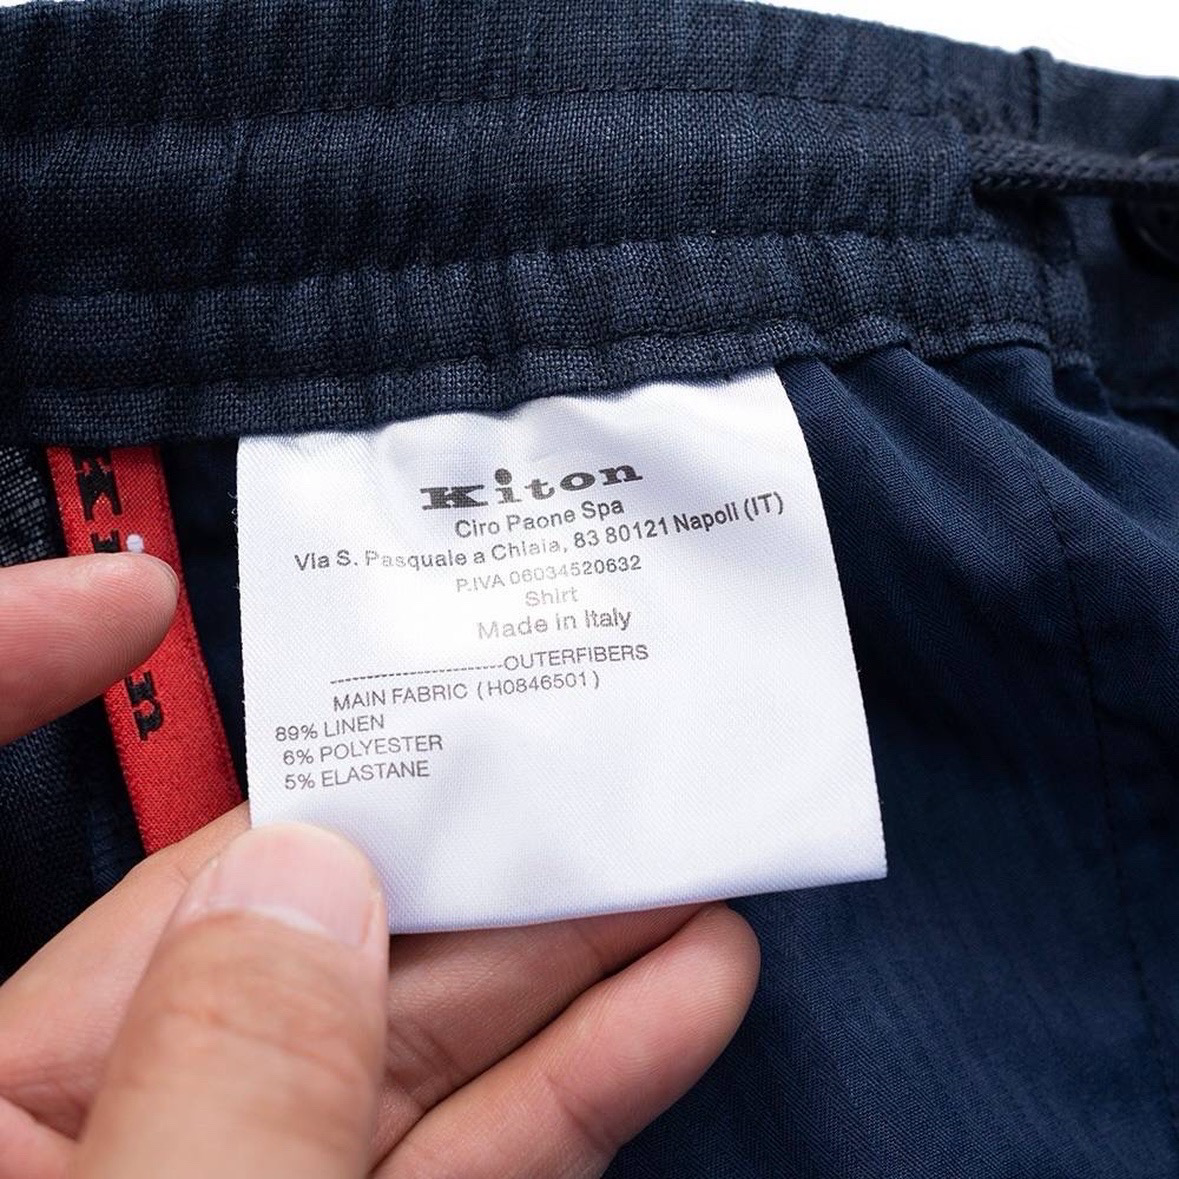 Kiton
Ciro Paone Spa
Via S. Pasquale a Chiaia, 83 80121 Napoli (IT)
P.IVA 06034520632
Shirt
Made in Italy
------------------------OUTERFIBERS
MAIN FABRIC (H0846501)
89% LINEN
6% POLYESTER
5% ELASTANE